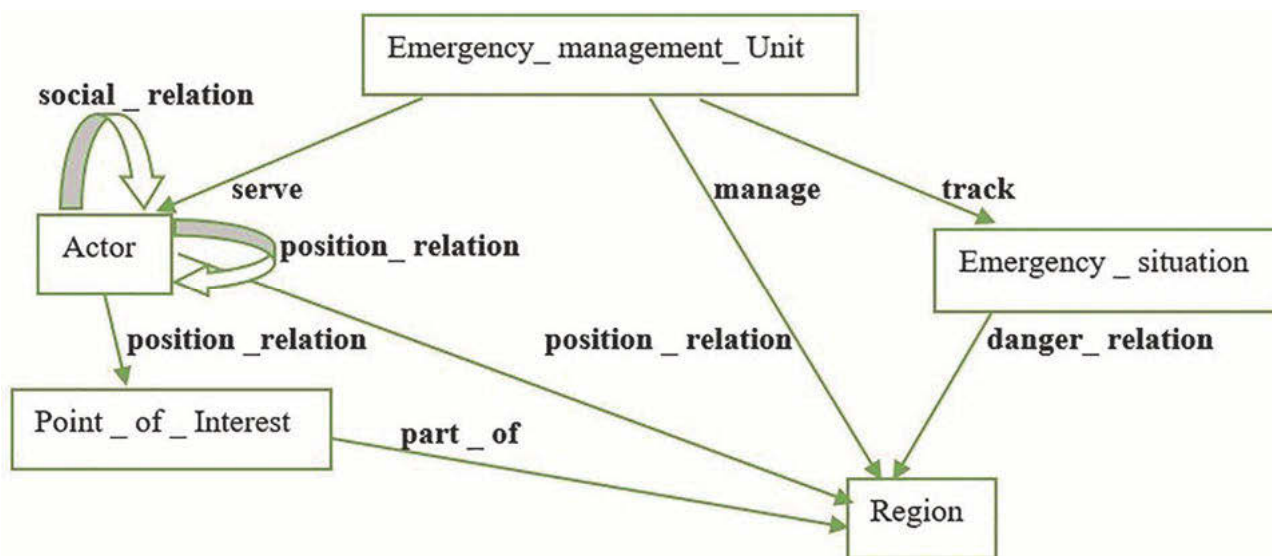 Emergency_ management_ Unit
social _ relation
serve
manage
track
Actor
position_ relation
Emergency _ situation
position _relation
position _ relation
danger_ relation
Point _ of _ Interest
part _ of
Region